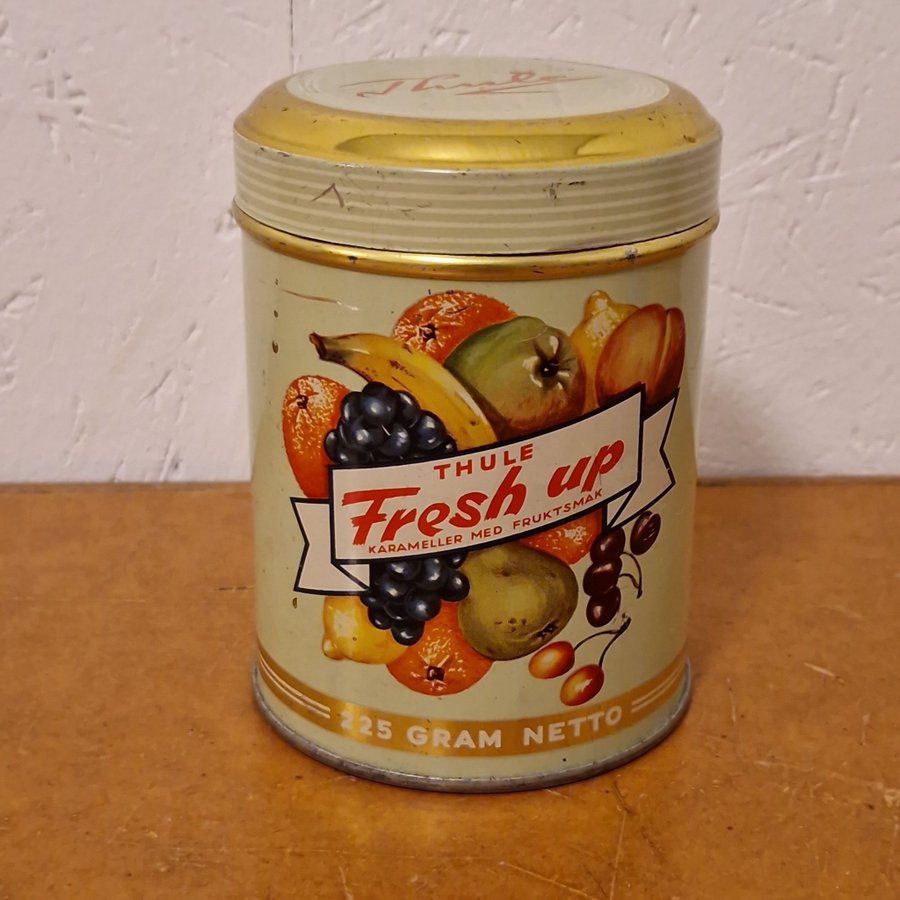 Thule
THULE
Fresh up
KARAMELLER MED FRUKTSMAK
225 GRAM NETTO